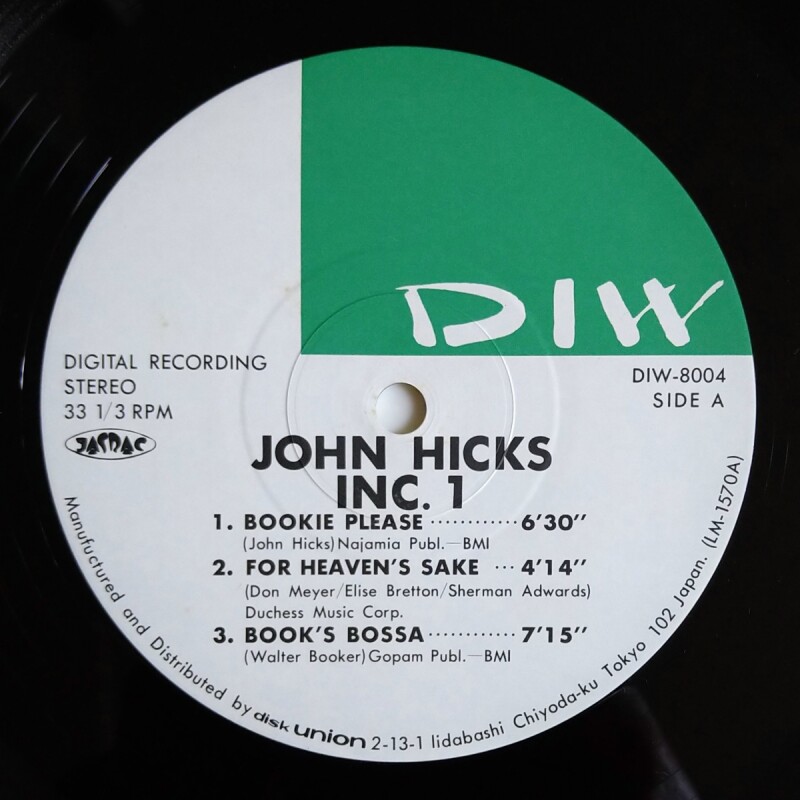 DIW
DIGITAL RECORDING
STEREO
33 1/3 RPM
JASRAC
DIW-8004
SIDE A
JOHN HICKS
INC. 1
1. BOOKIE PLEASE ············ 6'30''
(John Hicks) Najamia Publ.—BMI
2. FOR HEAVEN'S SAKE ··· 4'14''
(Don Meyer/Elise Bretton/Sherman Adwards)
Duchess Music Corp.
3. BOOK'S BOSSA ············ 7'15''
(Walter Booker) Gopam Publ.—BMI
Manufuctured and Distributed by disk union 2-13-1 Iidabashi Chiyoda-ku Tokyo 102 Japan. (LM-1570A)